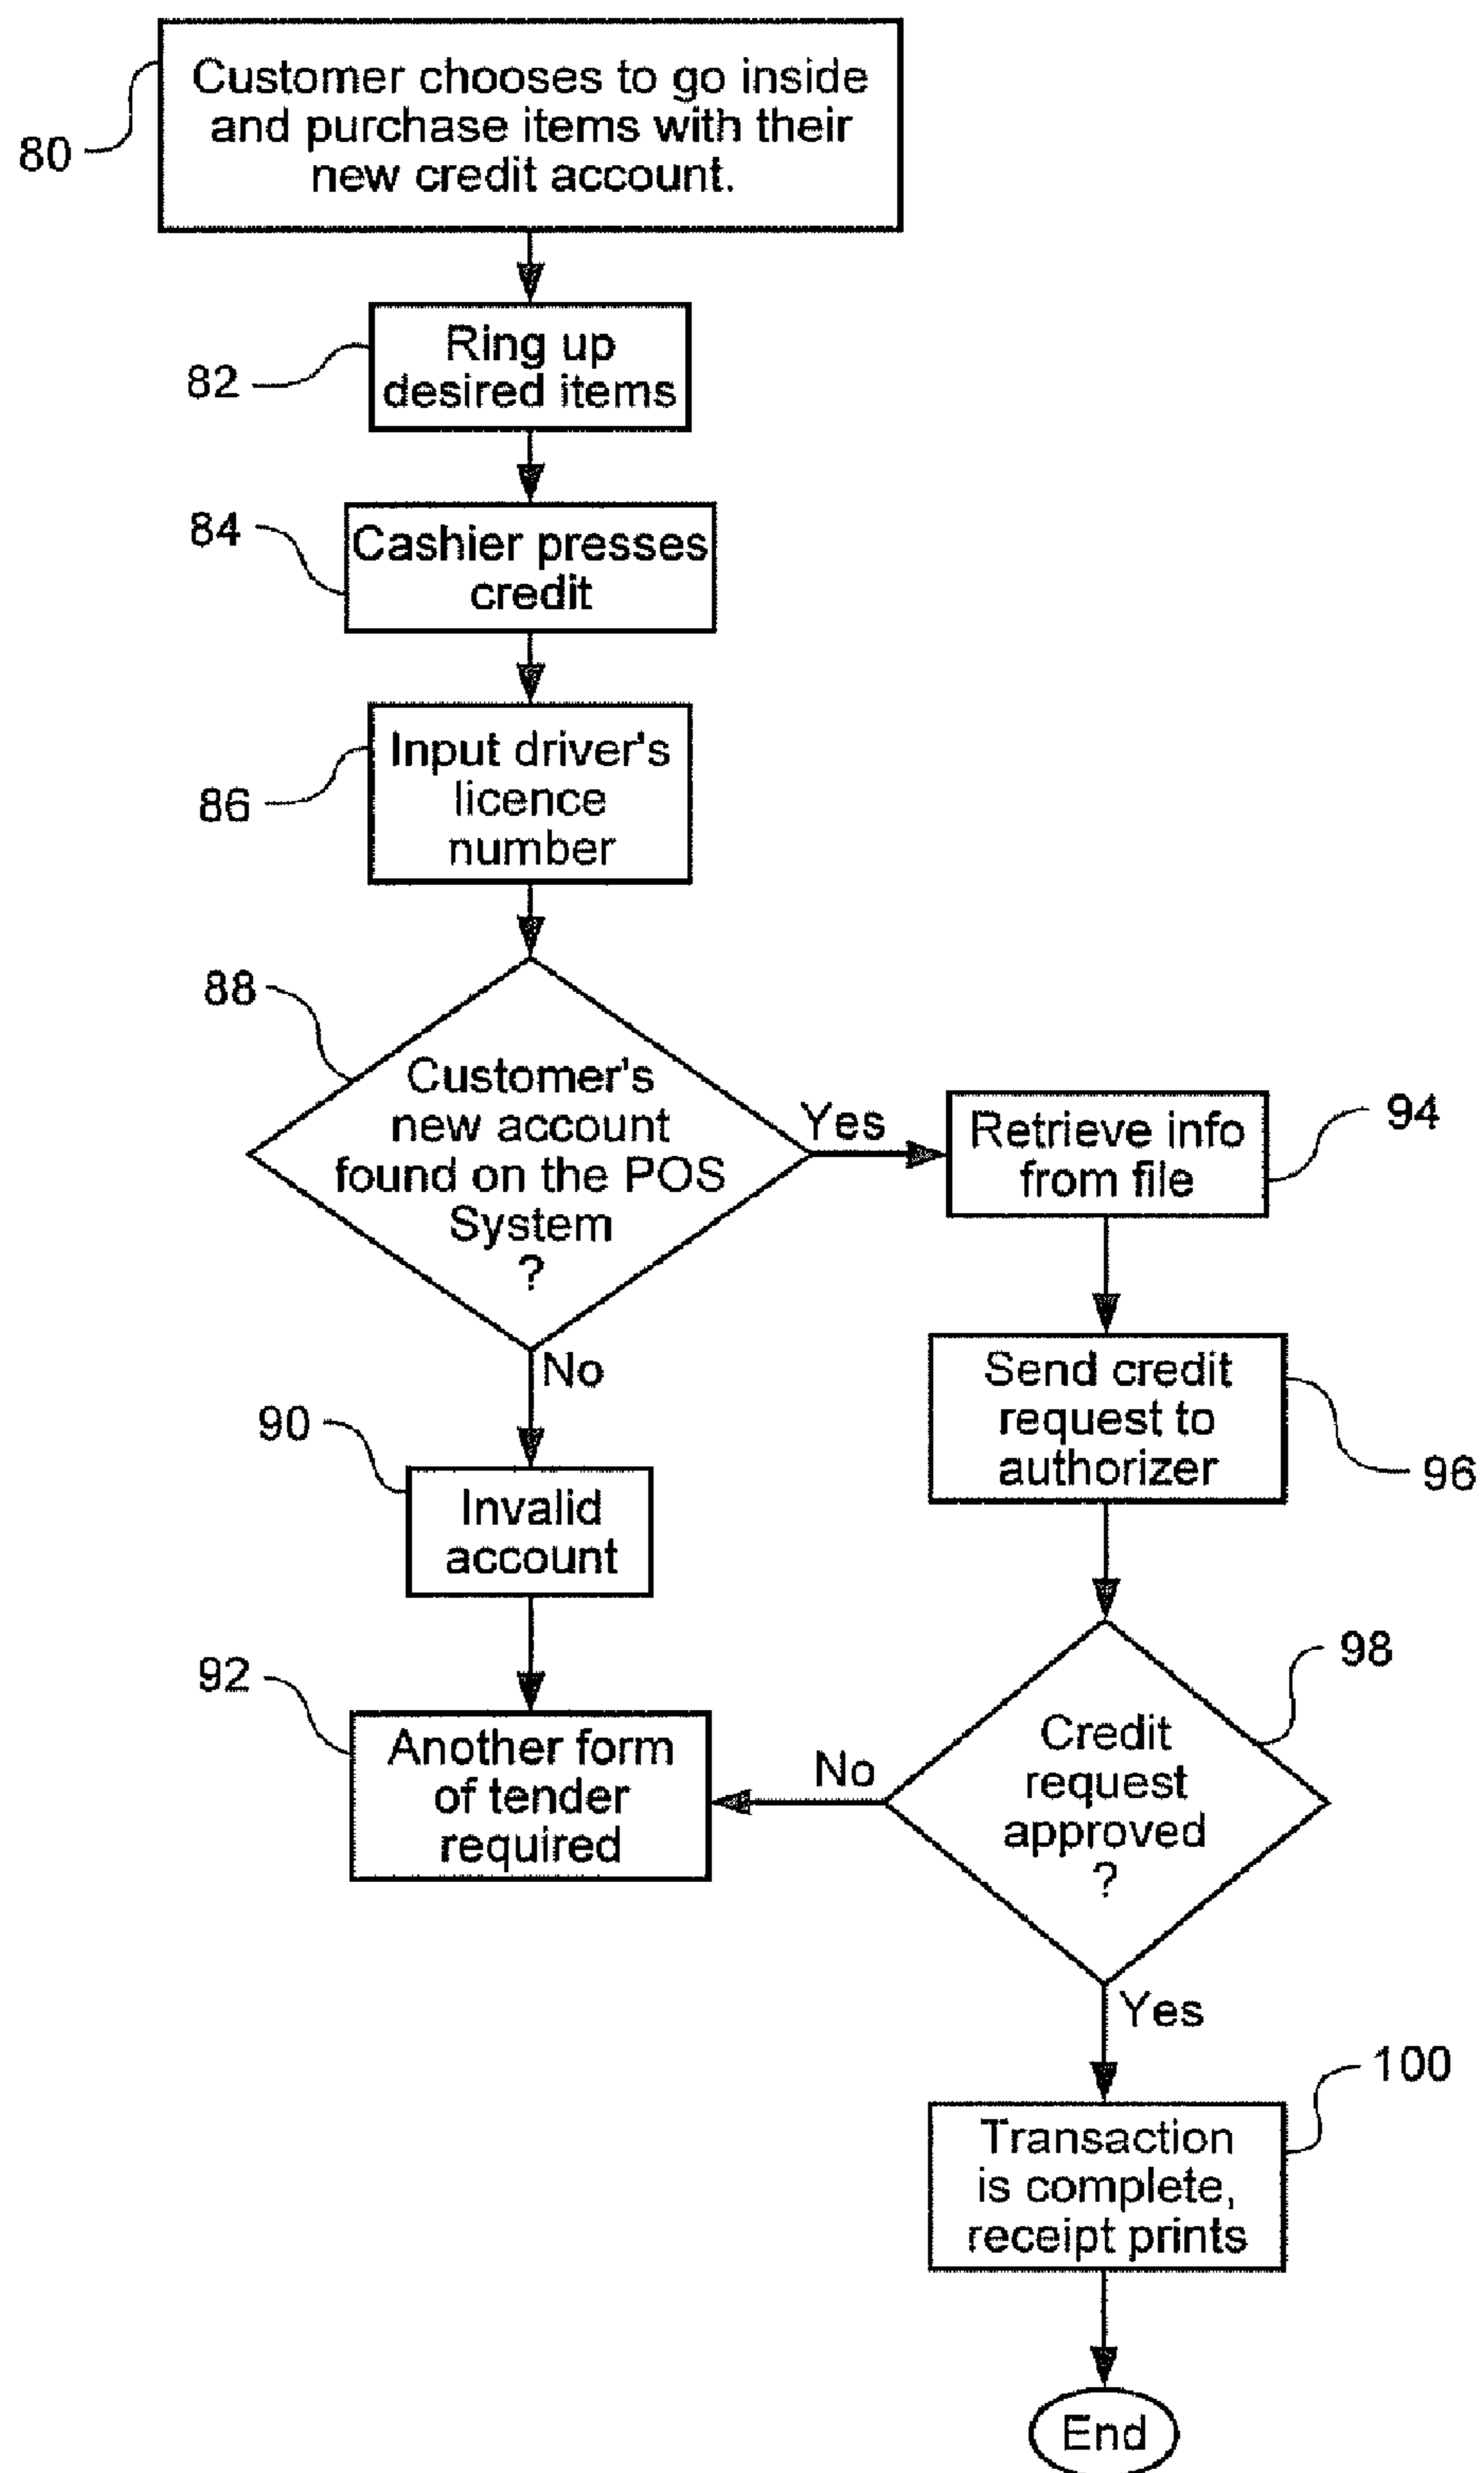 Customer chooses to go inside
and purchase items with their
new credit account.
80
Ring up
desired items
82
84
Cashier presses
credit
Input driver's
licence
number
86
88
Customer's
new account
found on the POS
System
?
Yes
Retrieve info
from file
94
No
Send credit
request to
authorizer
96
90
Invalid
account
92
Another form
of tender
required
No
98
Credit
request
approved
?
Yes
100
Transaction
is complete,
receipt prints
End